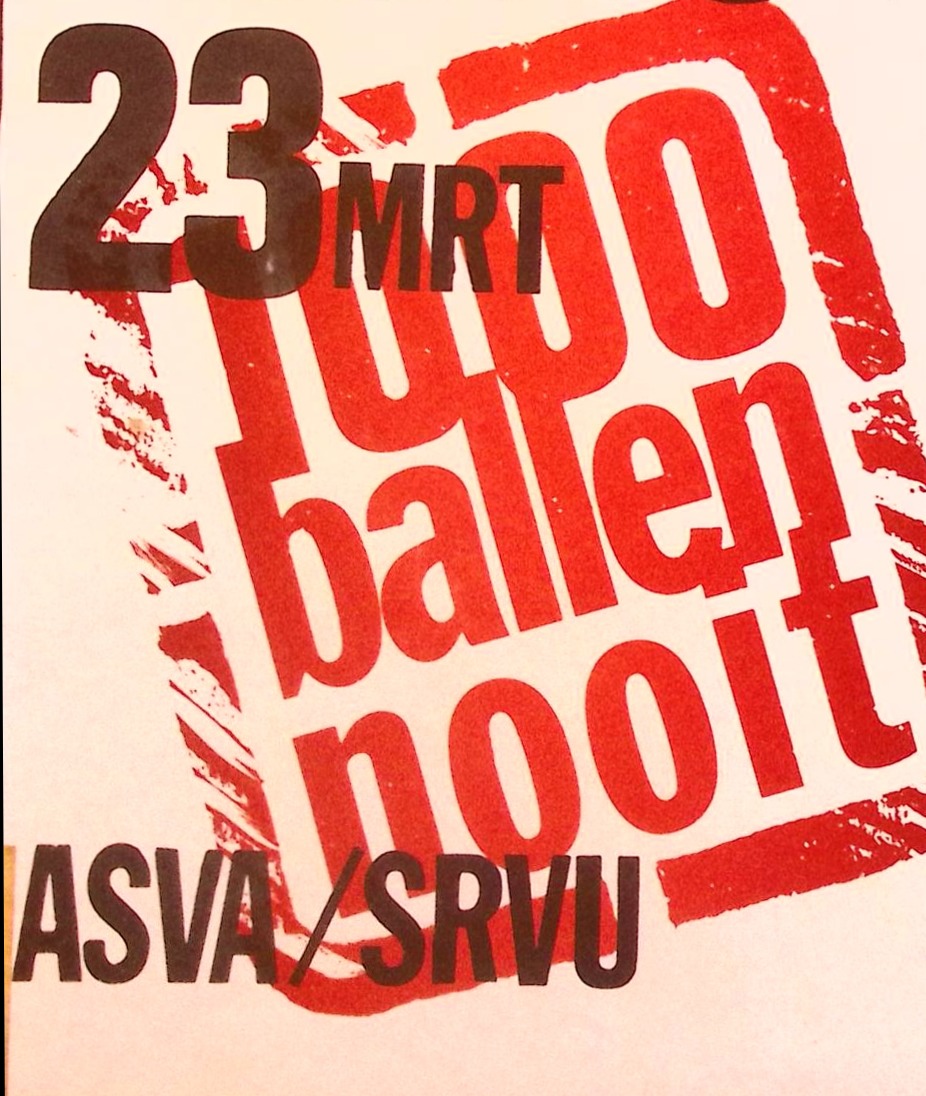 23 MRT
1000
ballen
nooit
ASVA/SRVU